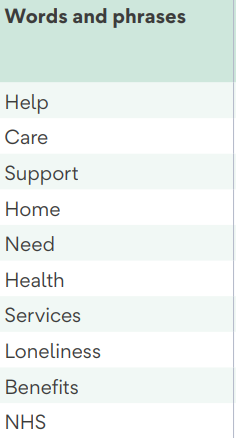 Words and phrases
Help
Care
Support
Home
Need
Health
Services
Loneliness
Benefits
NHS